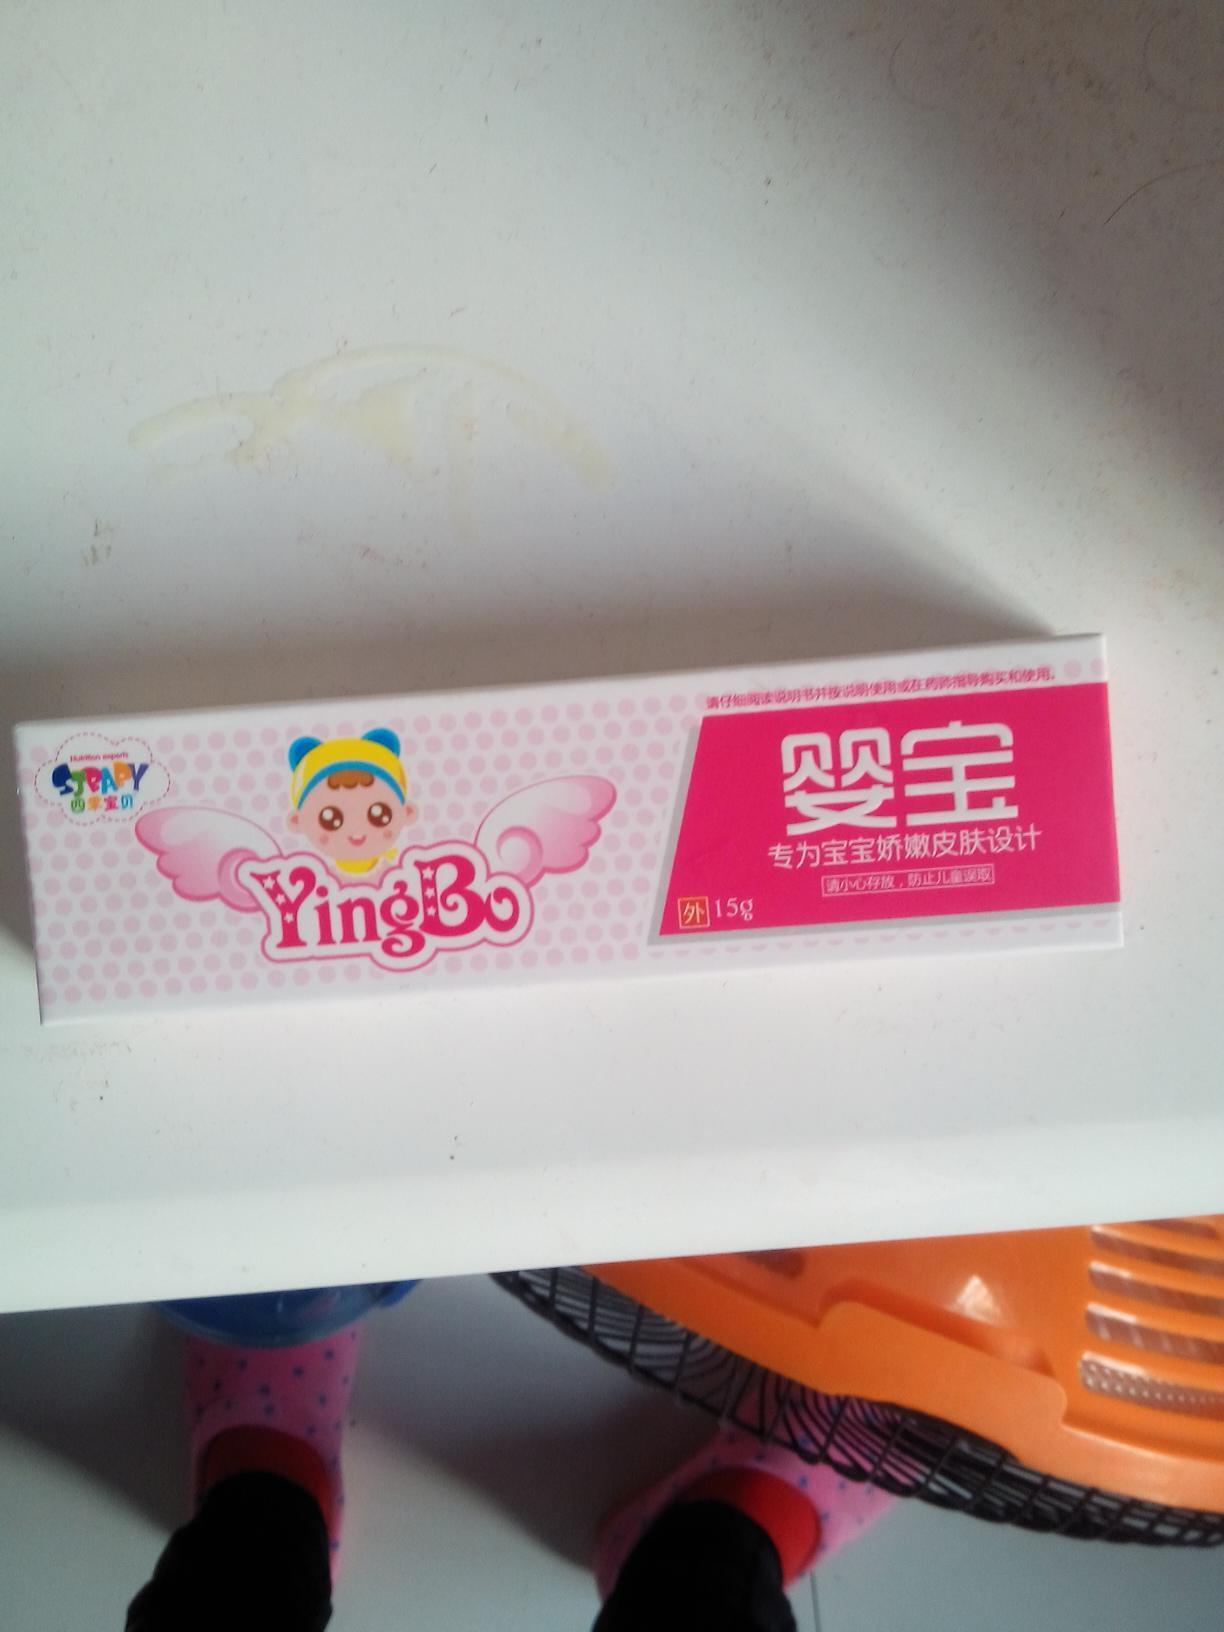 请仔细阅读说明书并按说明使用或在药师指导购买和使用。
Nutrition experts
SJBABY
四季宝贝
YingBo
婴宝
专为宝宝娇嫩皮肤设计
请小心存放，防止儿童误取
外 15g